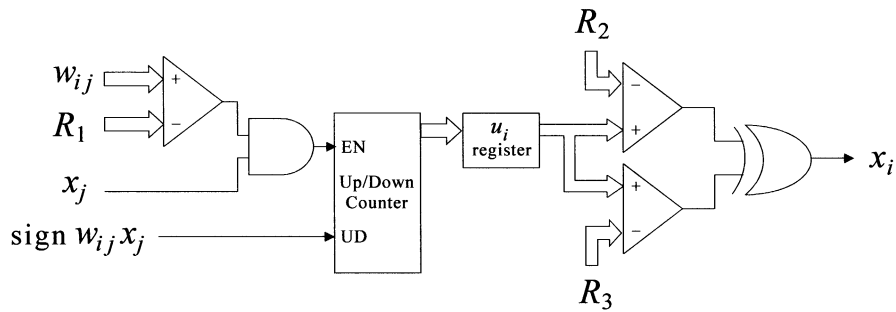 R₂
wᵢⱼ
+
−
R₁
−
+
EN
uᵢ
register
xᵢ
xⱼ
Up/Down
Counter
+
−
sign wᵢⱼ xⱼ
UD
R₃